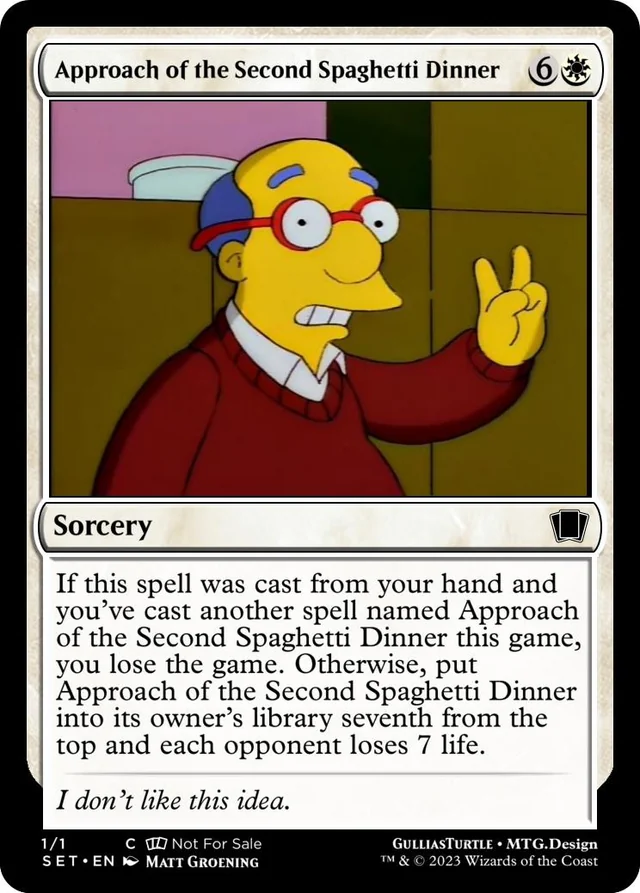 Approach of the Second Spaghetti Dinner 6
Sorcery
If this spell was cast from your hand and
you've cast another spell named Approach
of the Second Spaghetti Dinner this game,
you lose the game. Otherwise, put
Approach of the Second Spaghetti Dinner
into its owner's library seventh from the
top and each opponent loses 7 life.
I don't like this idea.
1/1 C Not For Sale GulliasTurtle • MTG.Design
SET • EN Matt Groening ™ & © 2023 Wizards of the Coast